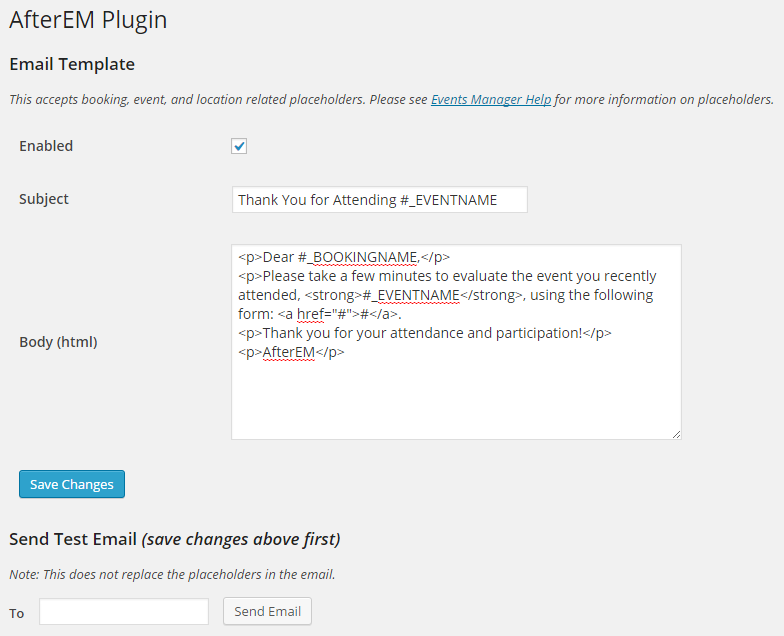 AfterEM Plugin
Email Template
This accepts booking, event, and location related placeholders. Please see Events Manager Help for more information on placeholders.
Enabled
Subject
Thank You for Attending #_EVENTNAME
Body (html)
<p>Dear #_BOOKINGNAME,</p>
<p>Please take a few minutes to evaluate the event you recently
attended, <strong>#_EVENTNAME</strong>, using the following
form: <a href="#">#</a>.
<p>Thank you for your attendance and participation!</p>
<p>AfterEM</p>
Save Changes
Send Test Email (save changes above first)
Note: This does not replace the placeholders in the email.
To
Send Email